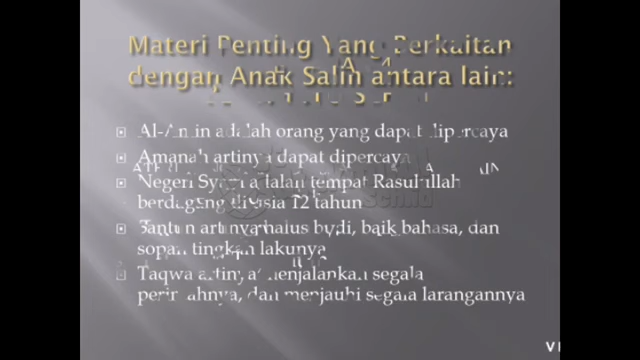 Materi Penting Yang Berkaitan
dengan Anak Salih antara lain:
Al-Amin adalah orang yang dapat dipercaya
Amanah artinya dapat dipercaya
Negeri Syam adalah tempat Rasulullah
berdagang di usia 12 tahun
Santun artinya halus budi, baik bahasa, dan
sopan tingkah lakunya
Taqwa artinya menjalankan segala
perintahnya, dan menjauhi segala larangannya